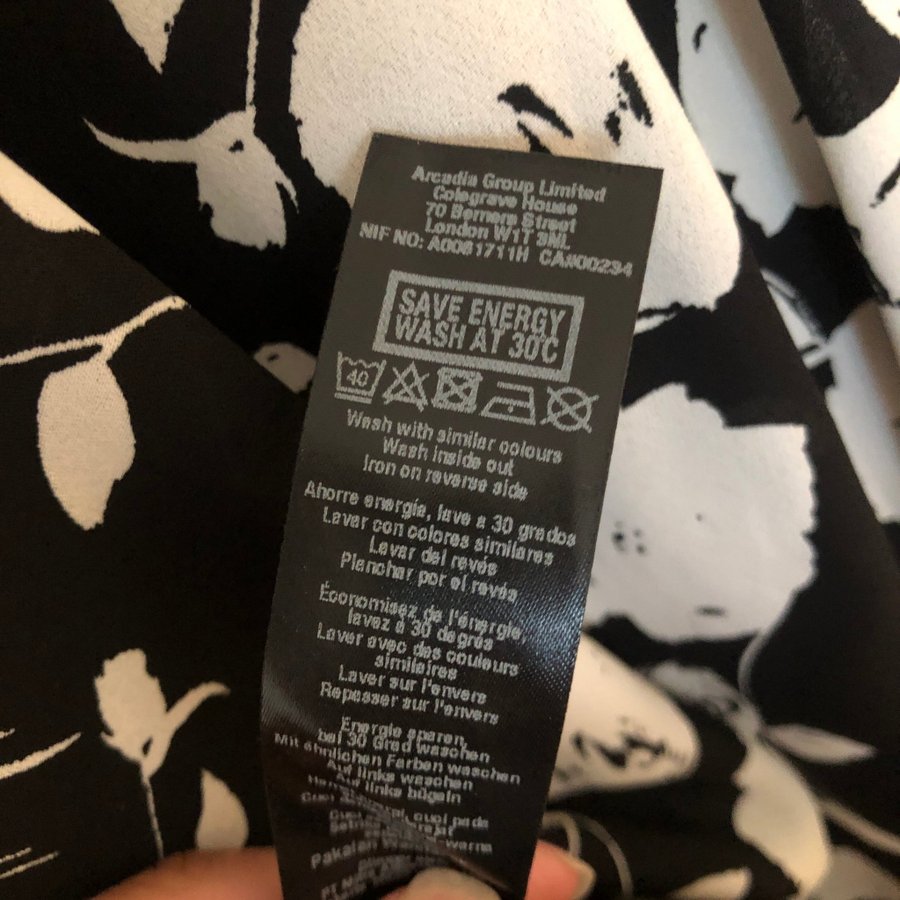 Arcadia Group Limited
Colegrave House
70 Berners Street
London W1T 3NL
NIF NO: A0081711H CA#00234
SAVE ENERGY
WASH AT 30°C
40
Wash with similar colours
Wash inside out
Iron on reverse side
Ahorre energía, lave a 30 grados
Lavar con colores similares
Lavar del revés
Planchar por el revés
Économisez de l'énergie,
lavez à 30 degrés
Laver avec des couleurs
similaires
Laver sur l'envers
Repasser sur l'envers
Energie sparen,
bei 30 Grad waschen
Mit ähnlichen Farben waschen
Auf links waschen
Auf links bügeln
Cuci
Pakaian